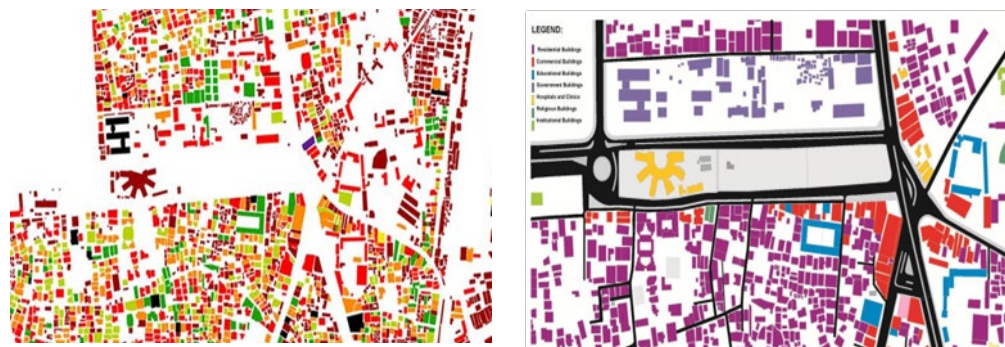 LEGEND:
Residential Buildings
Commercial Buildings
Educational Buildings
Government Buildings
Hospitals and Clinics
Religious Buildings
Institutional Buildings